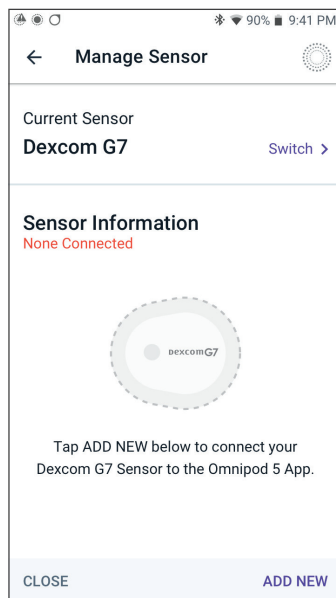 90% 9:41 PM
Manage Sensor
Current Sensor
Dexcom G7
Switch
Sensor Information
None Connected
DexcomG7
Tap ADD NEW below to connect your
Dexcom G7 Sensor to the Omnipod 5 App.
CLOSE ADD NEW